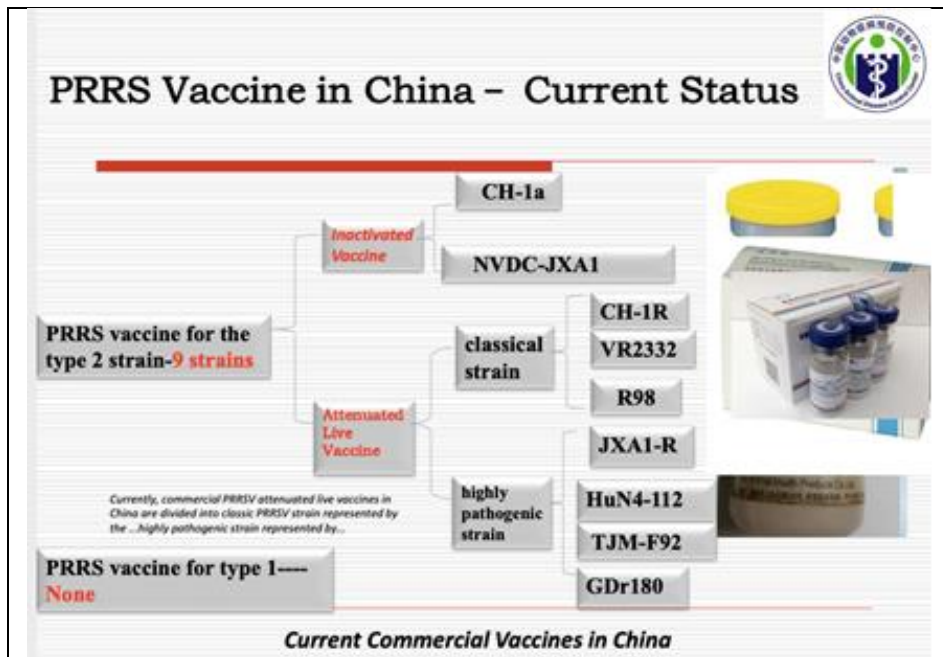 PRRS Vaccine in China – Current Status
CH-1a
Inactivated
Vaccine
NVDC-JXA1
PRRS vaccine for the
type 2 strain-9 strains
classical
strain
CH-1R
VR2332
R98
Attenuated
Live
Vaccine
JXA1-R
highly
pathogenic
strain
HuN4-112
TJM-F92
GDr180
Currently, commercial PRRSV attenuated live vaccines in
China are divided into classic PRRSV strain represented by
the ...highly pathogenic strain represented by...
PRRS vaccine for type 1----
None
Current Commercial Vaccines in China